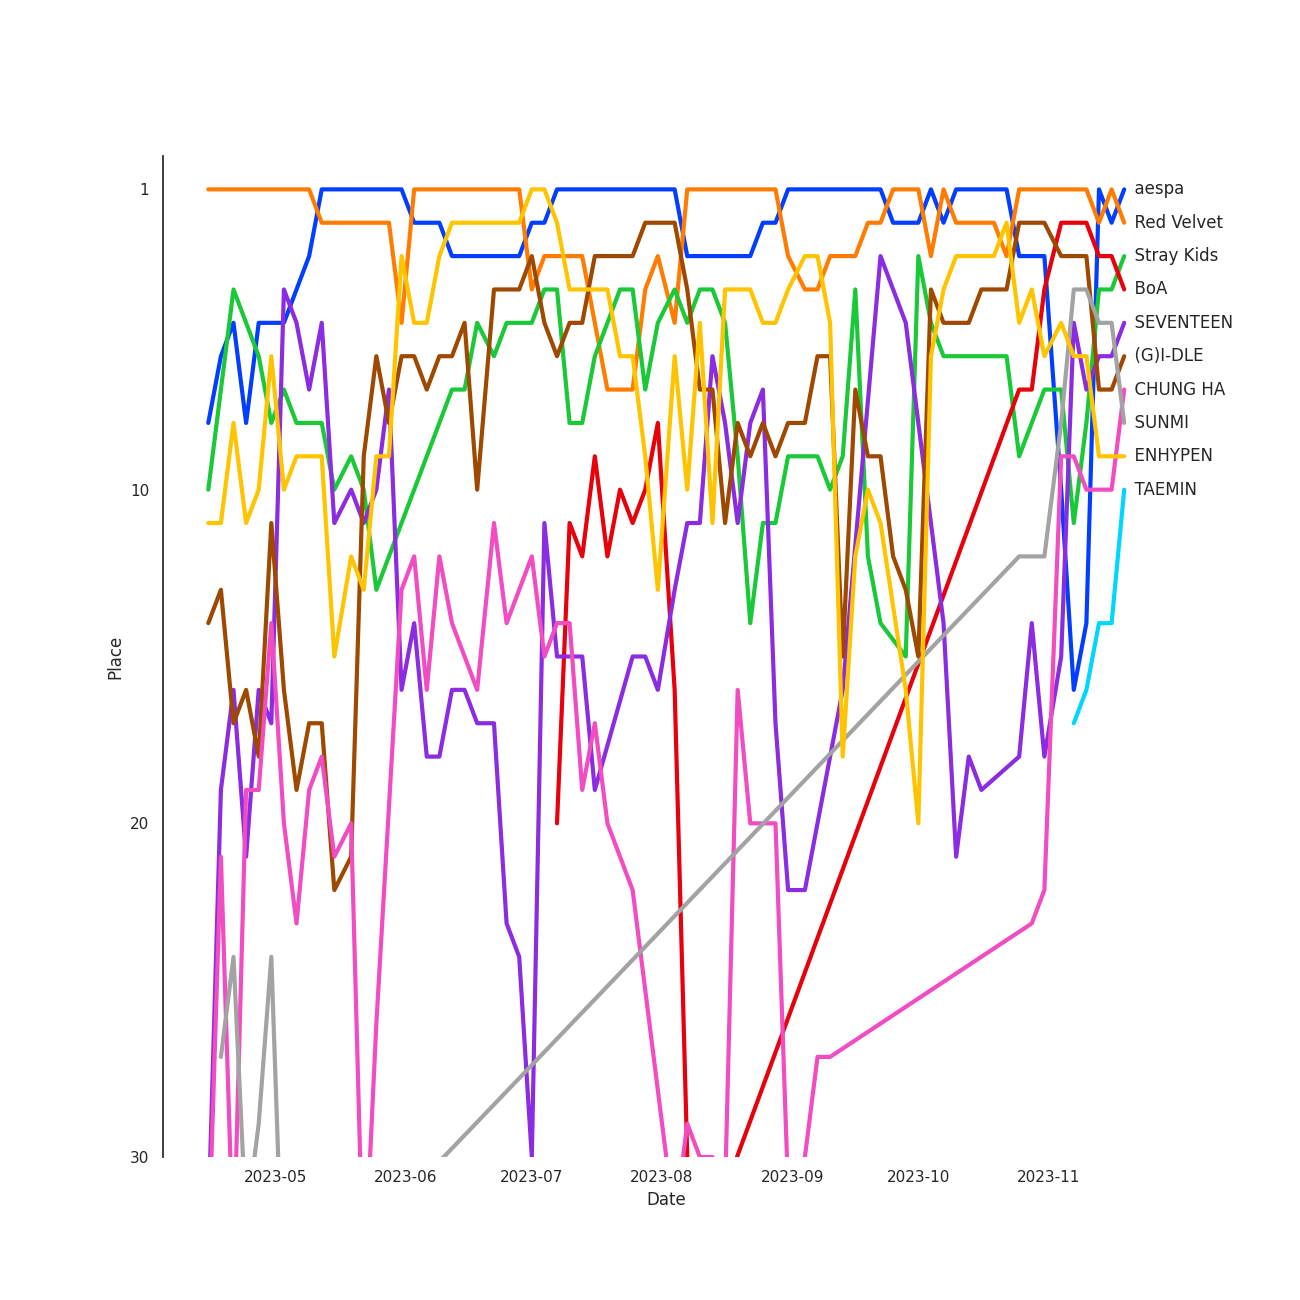 1
10
20
30
Place
2023-05
2023-06
2023-07
2023-08
2023-09
2023-10
2023-11
Date
aespa
Red Velvet
Stray Kids
BoA
SEVENTEEN
(G)I-DLE
CHUNG HA
SUNMI
ENHYPEN
TAEMIN